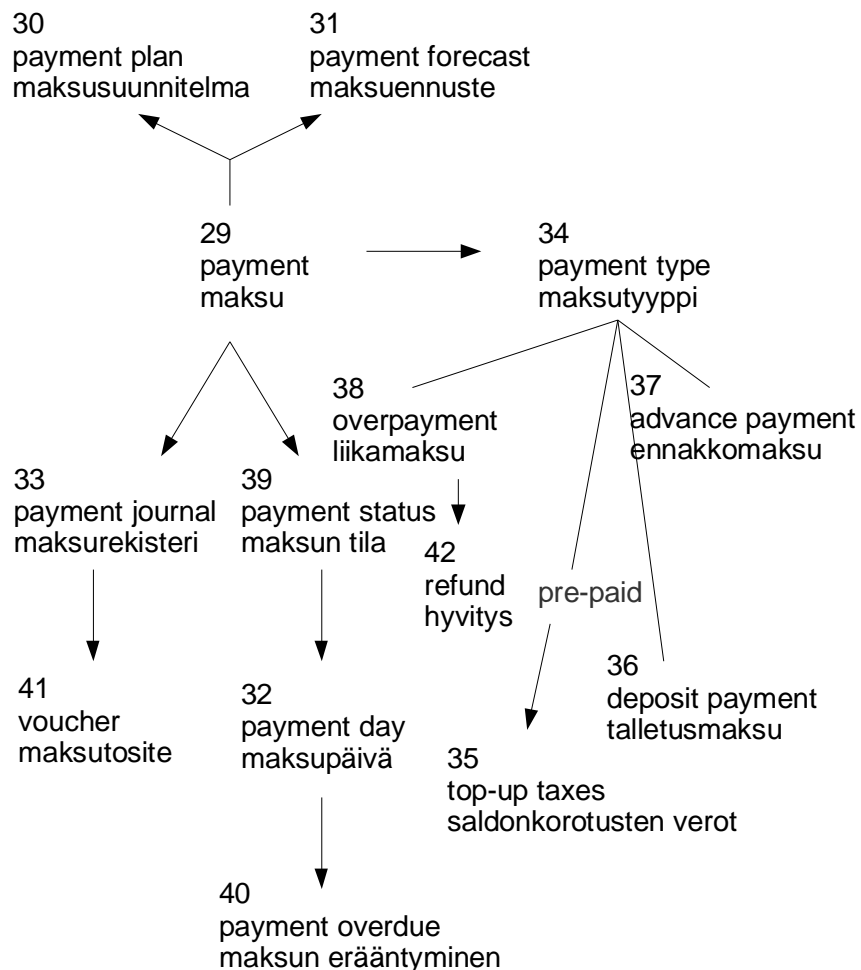 30
payment plan
maksusuunnitelma
31
payment forecast
maksuennuste
29
payment
maksu
34
payment type
maksutyyppi
38
overpayment
liikamaksu
37
advance payment
ennakkomaksu
33
payment journal
maksurekisteri
39
payment status
maksun tila
42
refund
hyvitys
pre-paid
41
voucher
maksutosite
32
payment day
maksupäivä
36
deposit payment
talletusmaksu
35
top-up taxes
saldonkorotusten verot
40
payment overdue
maksun erääntyminen